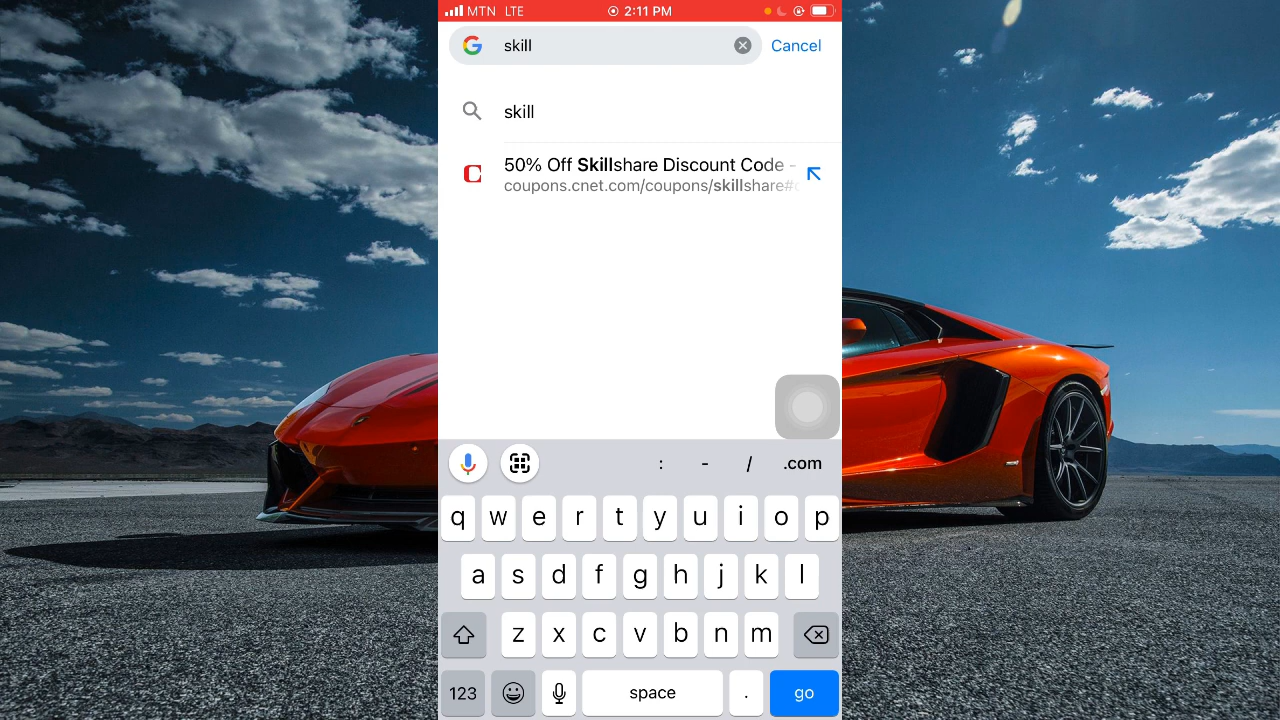 MTN LTE 2:11 PM
skill Cancel
skill
50% Off Skillshare Discount Code -
coupons.cnet.com/coupons/skillshare#
: - / .com
q w e r t y u i o p
a s d f g h j k l
z x c v b n m
123 space . go